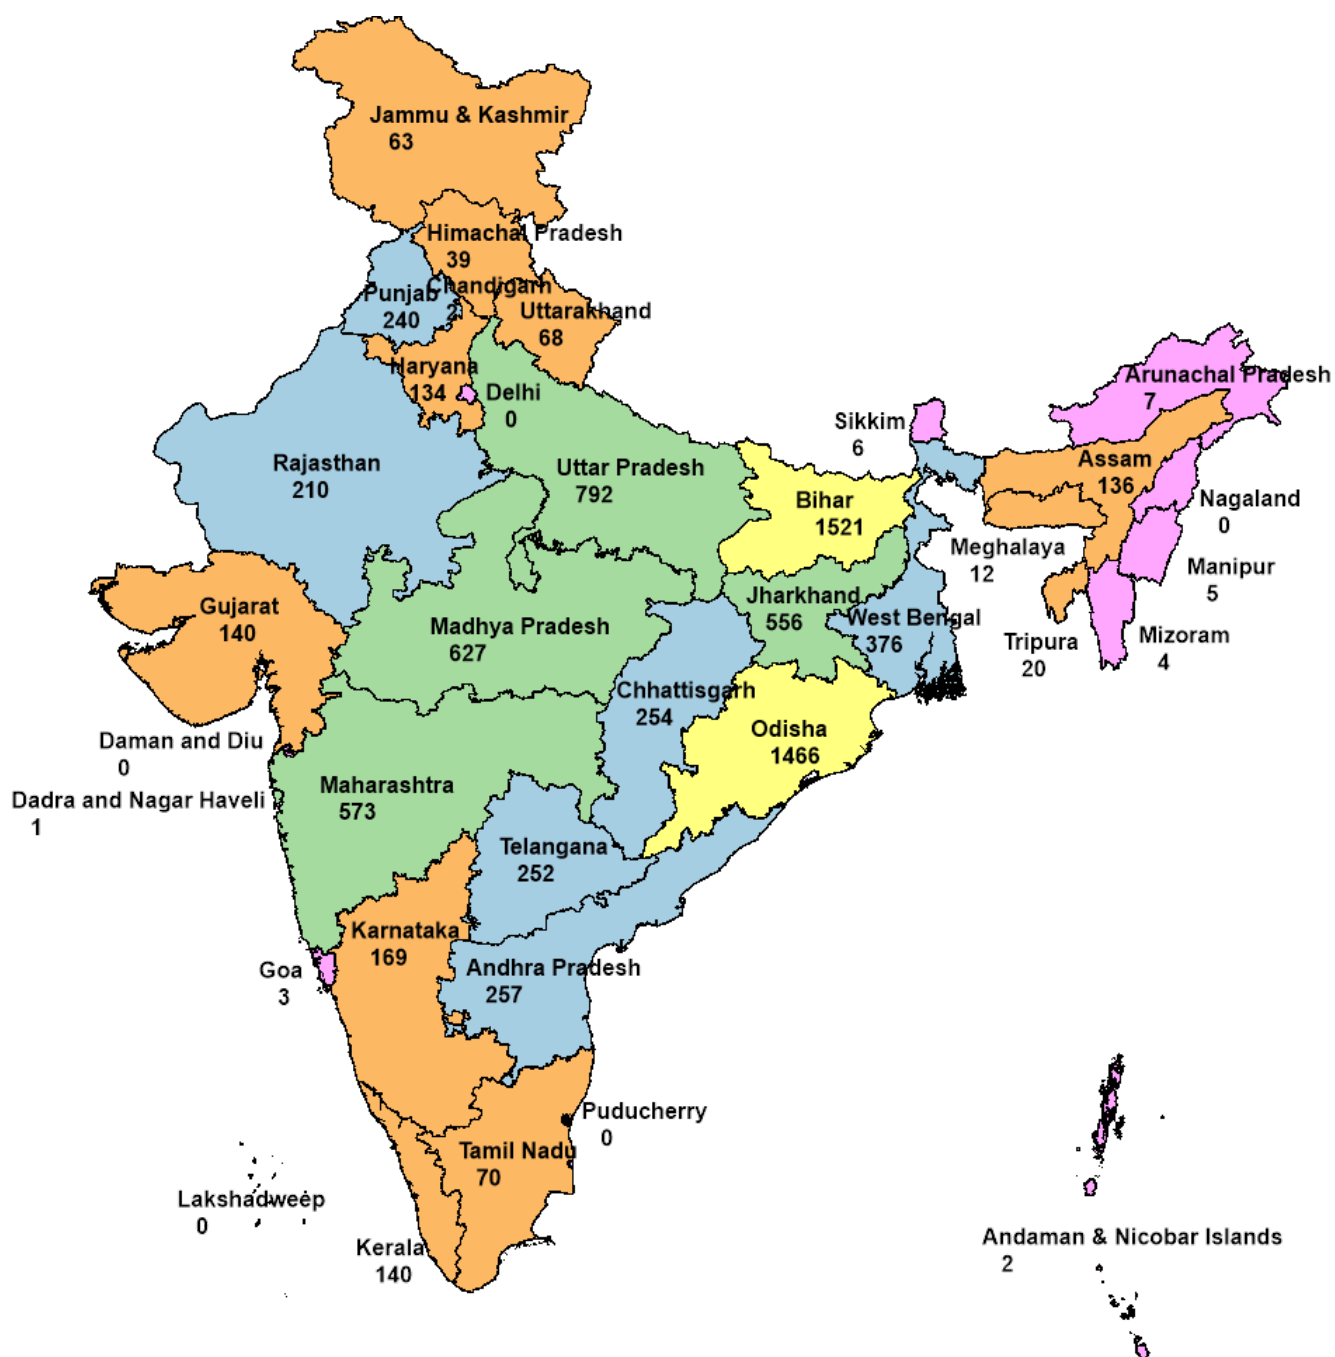 Jammu & Kashmir
63
Himachal Pradesh
39
Chandigarh
2
Punjab
240
Uttarakhand
68
Haryana
134
Delhi
0
Arunachal Pradesh
7
Sikkim
6
Rajasthan
210
Uttar Pradesh
792
Bihar
1521
Assam
136
Nagaland
0
Meghalaya
12
Manipur
5
Gujarat
140
Madhya Pradesh
627
Jharkhand
556
West Bengal
376
Tripura
20
Mizoram
4
Chhattisgarh
254
Odisha
1466
Daman and Diu
0
Dadra and Nagar Haveli
1
Maharashtra
573
Telangana
252
Karnataka
169
Goa
3
Andhra Pradesh
257
Puducherry
0
Tamil Nadu
70
Lakshadweep
0
Kerala
140
Andaman & Nicobar Islands
2